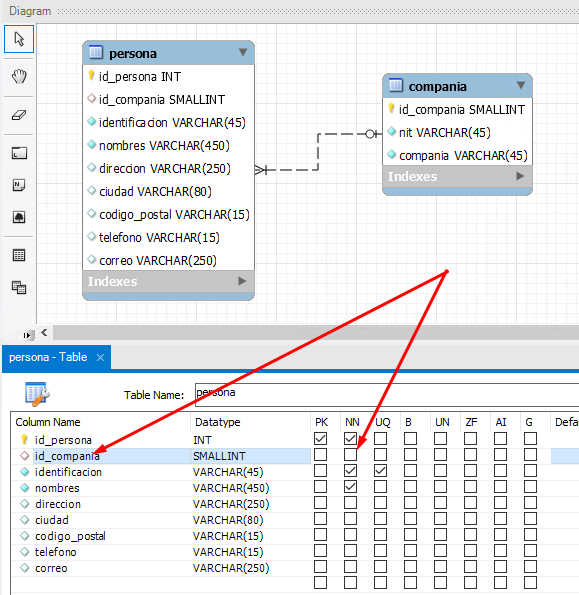 Diagram
persona
id_persona INT
id_compania SMALLINT
identificacion VARCHAR(45)
nombres VARCHAR(450)
direccion VARCHAR(250)
ciudad VARCHAR(80)
codigo_postal VARCHAR(15)
telefono VARCHAR(15)
correo VARCHAR(250)
Indexes
compania
id_compania SMALLINT
nit VARCHAR(45)
compania VARCHAR(45)
Indexes
persona - Table
Table Name: persona
Column Name Datatype PK NN UQ B UN ZF AI G Defau
id_persona INT
id_compania SMALLINT
identificacion VARCHAR(45)
nombres VARCHAR(450)
direccion VARCHAR(250)
ciudad VARCHAR(80)
codigo_postal VARCHAR(15)
telefono VARCHAR(15)
correo VARCHAR(250)